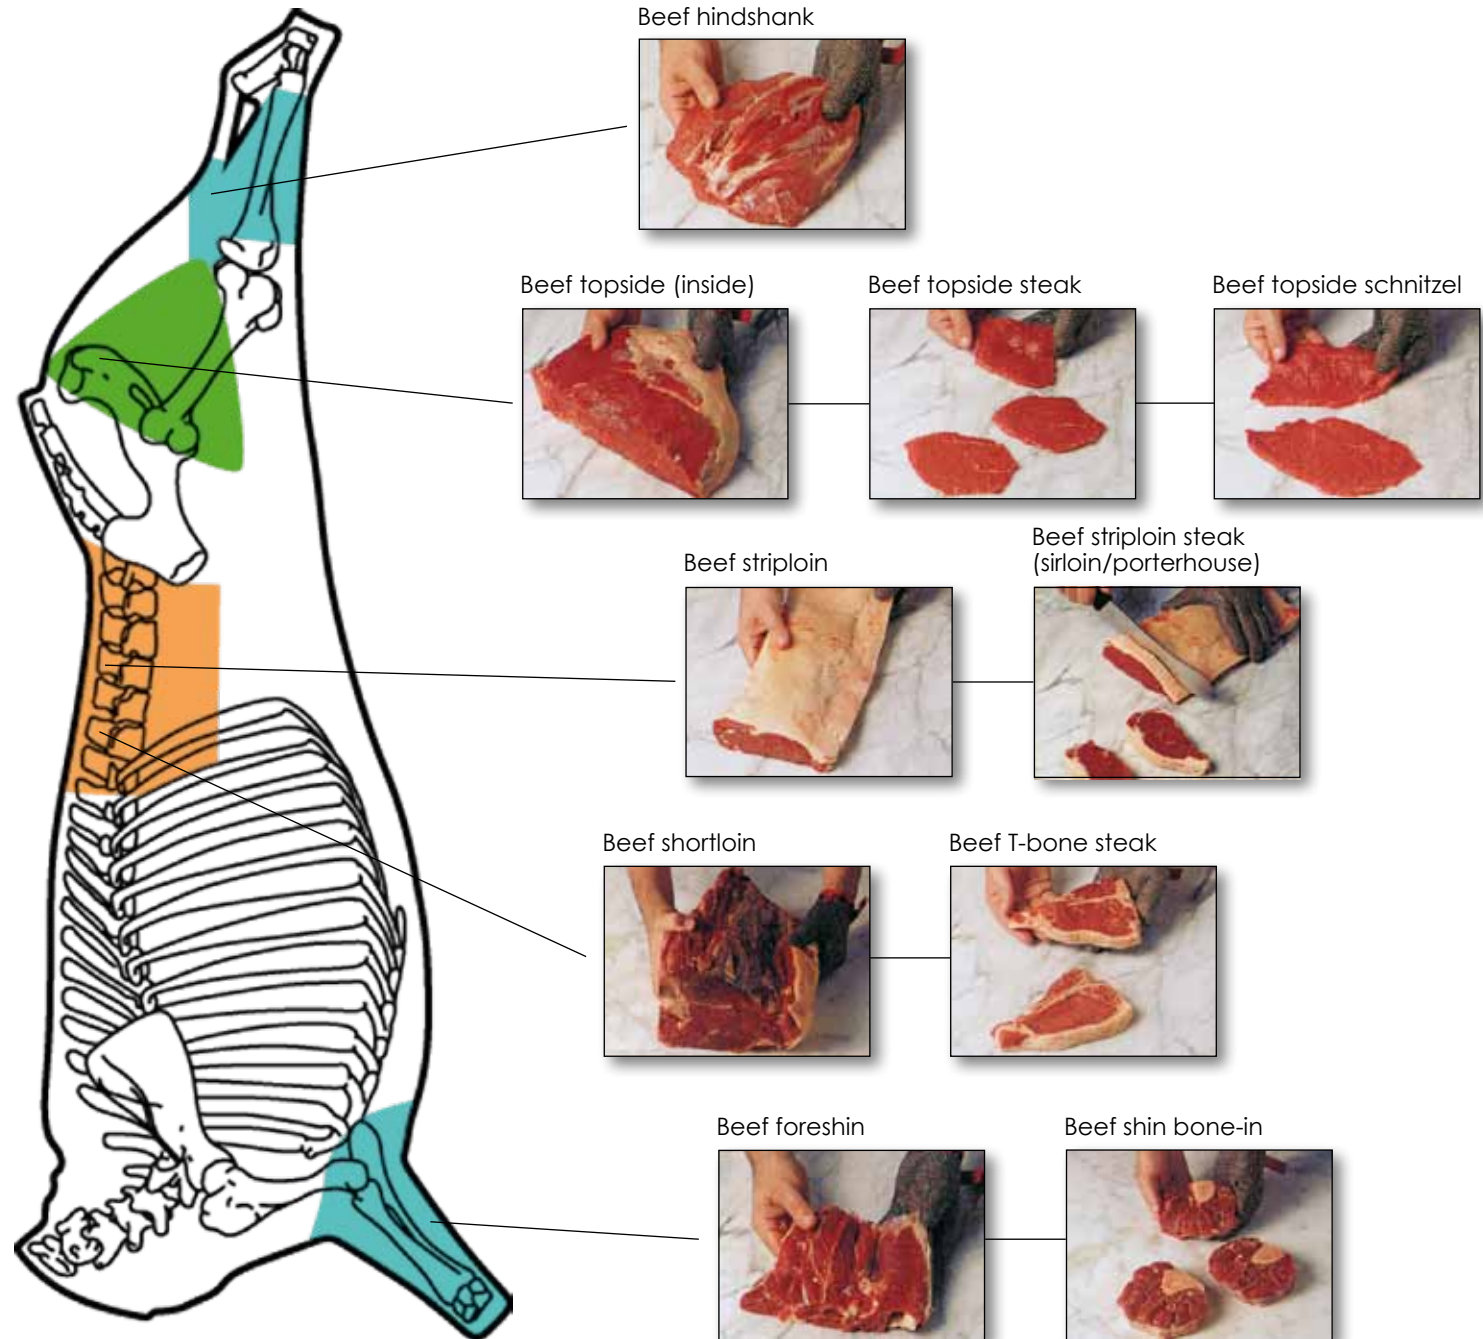 Beef hindshank
Beef topside (inside)
Beef topside steak
Beef topside schnitzel
Beef striploin
Beef striploin steak
(sirloin/porterhouse)
Beef shortloin
Beef T-bone steak
Beef foreshin
Beef shin bone-in